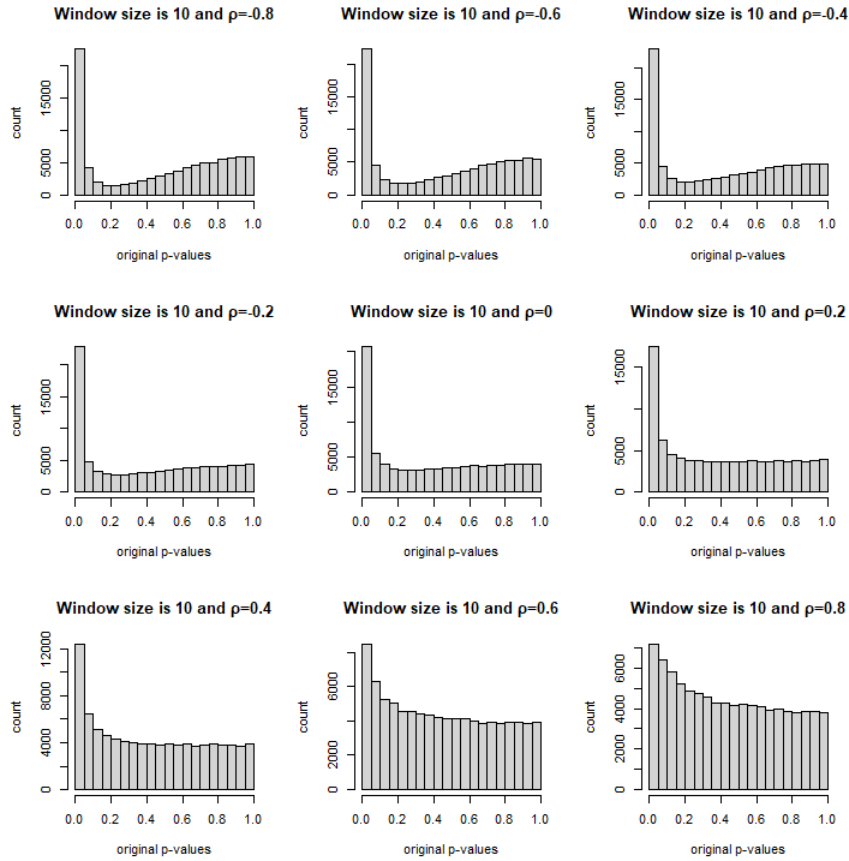 Window size is 10 and ρ=-0.8
count
0 5000 15000
0.0 0.2 0.4 0.6 0.8 1.0
original p-values
Window size is 10 and ρ=-0.6
count
0 5000 15000
0.0 0.2 0.4 0.6 0.8 1.0
original p-values
Window size is 10 and ρ=-0.4
count
0 5000 15000
0.0 0.2 0.4 0.6 0.8 1.0
original p-values
Window size is 10 and ρ=-0.2
count
0 5000 15000
0.0 0.2 0.4 0.6 0.8 1.0
original p-values
Window size is 10 and ρ=0
count
0 5000 15000
0.0 0.2 0.4 0.6 0.8 1.0
original p-values
Window size is 10 and ρ=0.2
count
0 5000 15000
0.0 0.2 0.4 0.6 0.8 1.0
original p-values
Window size is 10 and ρ=0.4
count
0 4000 8000 12000
0.0 0.2 0.4 0.6 0.8 1.0
original p-values
Window size is 10 and ρ=0.6
count
0 2000 4000 6000
0.0 0.2 0.4 0.6 0.8 1.0
original p-values
Window size is 10 and ρ=0.8
count
0 2000 4000 6000
0.0 0.2 0.4 0.6 0.8 1.0
original p-values